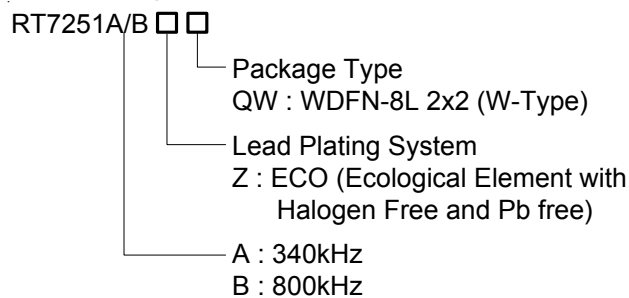 RT7251A/B
Package Type
QW : WDFN-8L 2x2 (W-Type)
Lead Plating System
Z : ECO (Ecological Element with
Halogen Free and Pb free)
A : 340kHz
B : 800kHz